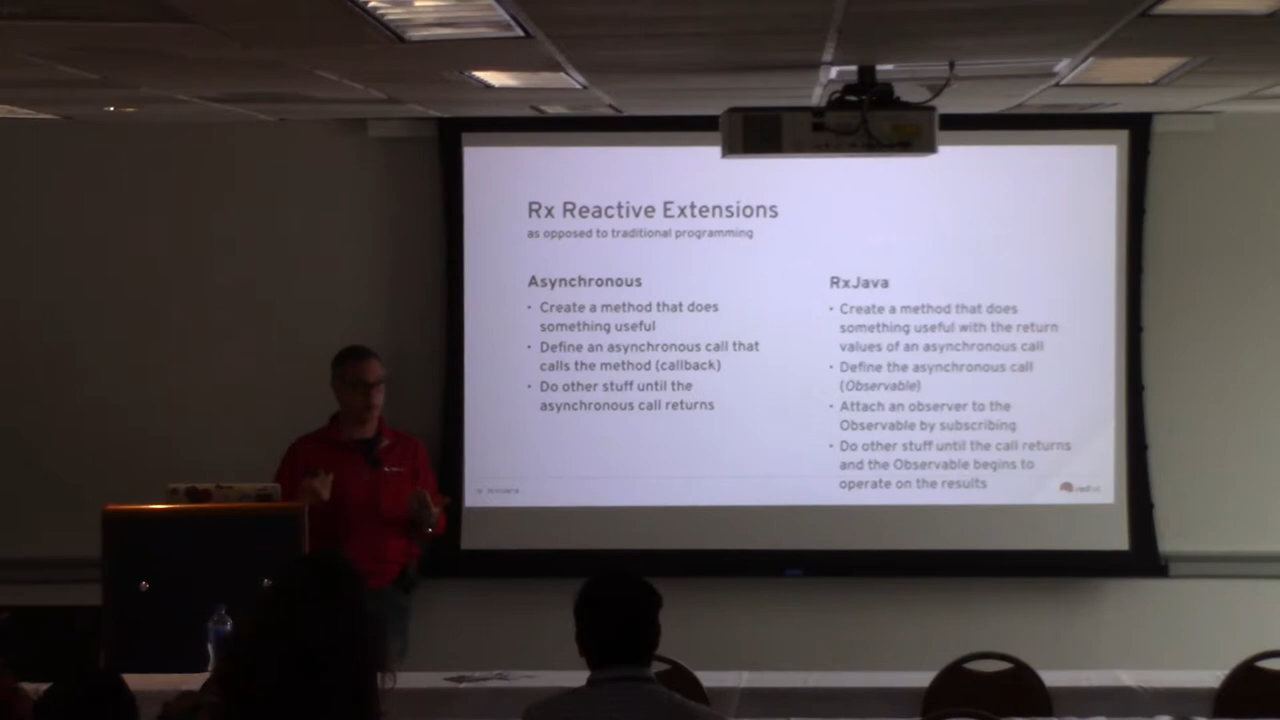 Rx Reactive Extensions
as opposed to traditional programming
Asynchronous
• Create a method that does
something useful
• Define an asynchronous call that
calls the method (callback)
• Do other stuff until the
asynchronous call returns
RxJava
• Create a method that does
something useful with the return
values of an asynchronous call
• Define the asynchronous call
(Observable)
• Attach an observer to the
Observable by subscribing
• Do other stuff until the call returns
and the Observable begins to
operate on the results
redhat